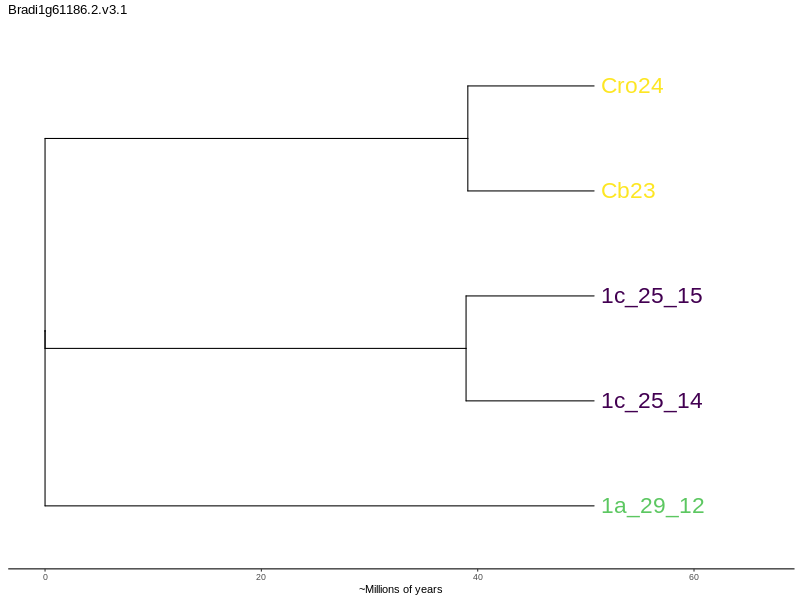 Bradi1g61186.2.v3.1
Cro24
Cb23
1c_25_15
1c_25_14
1a_29_12
0 20 40 60
~Millions of years